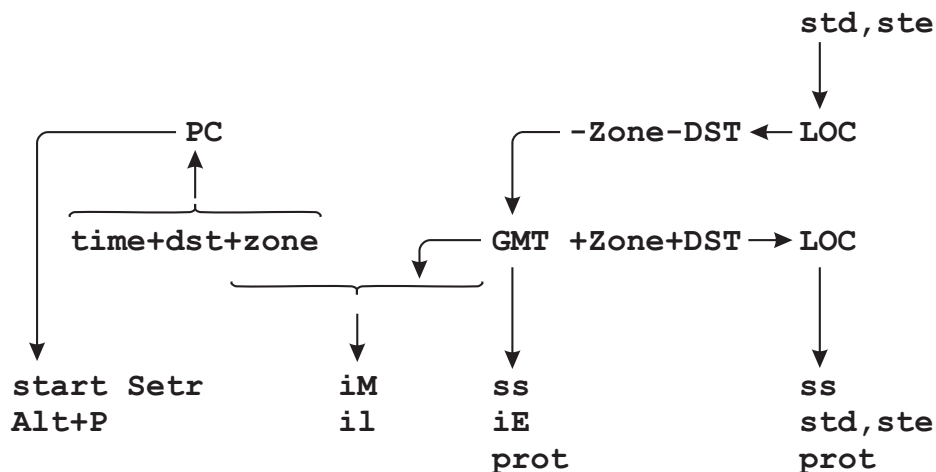 std,ste
PC -Zone-DST LOC
time+dst+zone GMT +Zone+DST LOC
start Setr iM ss ss
Alt+P il iE std,ste
prot prot